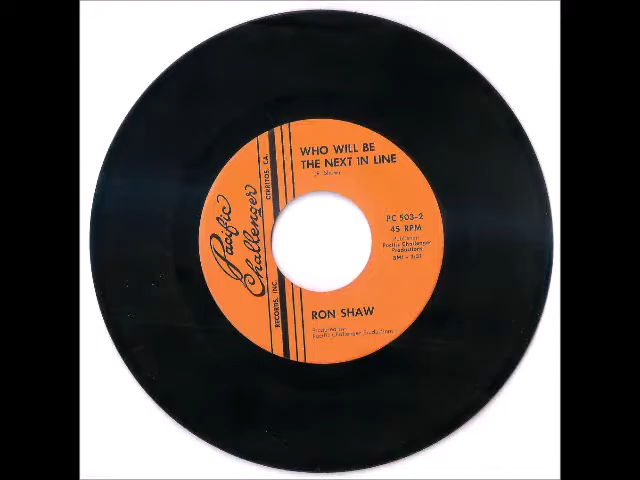 WHO WILL BE
THE NEXT IN LINE
Pacific
Challenger
CERRITOS, CA.
RECORDS, INC.
PC 503-2
45 RPM
Publisher:
Pacific Challenger
Productions
BMI -
RON SHAW
Produced by:
Pacific Challenger Productions